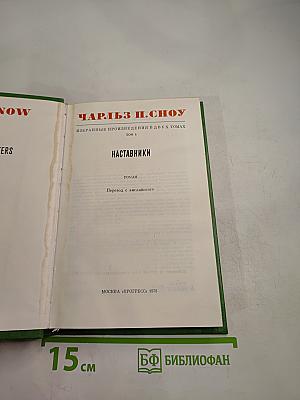 NOW
ERS
ЧАРЛЬЗ П.СНОУ
ИЗБРАННЫЕ ПРОИЗВЕДЕНИЯ В ДВУХ ТОМАХ
ТОМ 1
НАСТАВНИКИ
РОМАН
Перевод с английского
МОСКВА «ПРОГРЕСС»
15 см
БФ БИБЛИОФАН